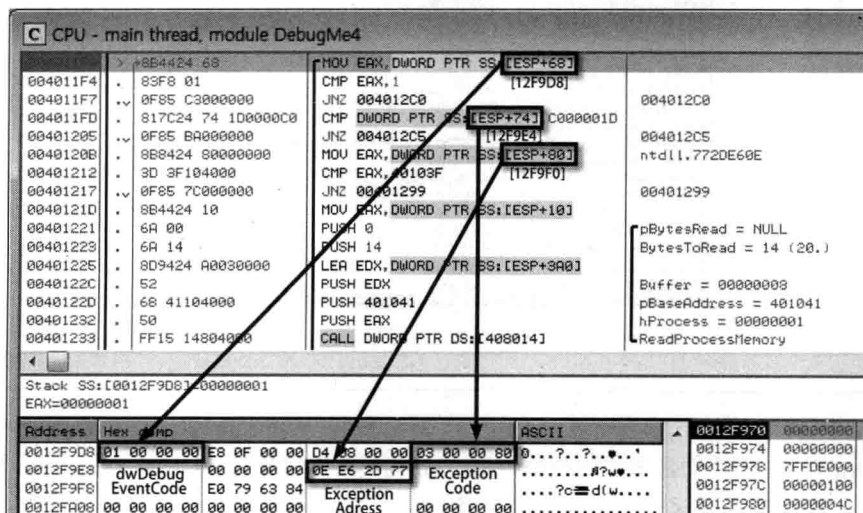 C CPU - main thread, module DebugMe4
8B4424 68 MOV EAX,DWORD PTR SS:[ESP+68]
004011F4 . 83F8 01 CMP EAX,1 [12F9D8]
004011F7 .v 0F85 C3000000 JNZ 004012C0 004012C0
004011FD . 817C24 74 1D0000C0 CMP DWORD PTR SS:[ESP+74] C000001D
00401205 .v 0F85 BA000000 JNZ 004012C5 [12F9E4] 004012C5
0040120B . 8B8424 80000000 MOV EAX,DWORD PTR SS:[ESP+80] ntdll.772DE60E
00401212 . 3D 3F104000 CMP EAX,40103F [12F9F0]
00401217 .v 0F85 7C000000 JNZ 00401299 00401299
0040121D . 8B4424 10 MOV EAX,DWORD PTR SS:[ESP+10]
00401221 . 6A 00 PUSH 0 pBytesRead = NULL
00401223 . 6A 14 PUSH 14 BytesToRead = 14 (20.)
00401225 . 8D9424 A0030000 LEA EDX,DWORD PTR SS:[ESP+3A0]
0040122C . 52 PUSH EDX Buffer = 00000003
0040122D . 68 41104000 PUSH 401041 pBaseAddress = 401041
00401232 . 50 PUSH EAX hProcess = 00000001
00401233 . FF15 14804000 CALL DWORD PTR DS:[408014] ReadProcessMemory
Stack SS:[0012F9D8]=00000001
EAX=00000001
Address Hex dump ASCII 0012F970 00000000
0012F9D8 01 00 00 00 E8 0F 00 00 D4 08 00 00 03 00 00 80 0012F974 00000000
0012F9E8 dwDebug 00 00 00 00 0E E6 2D 77 Exception 0012F978 7FFDE000
0012F9F8 EventCode E0 79 63 84 Exception Code 0012F97C 00000100
0012FA08 00 00 00 00 00 00 00 00 Adress 00 00 00 00 ................ 0012F980 0000004C